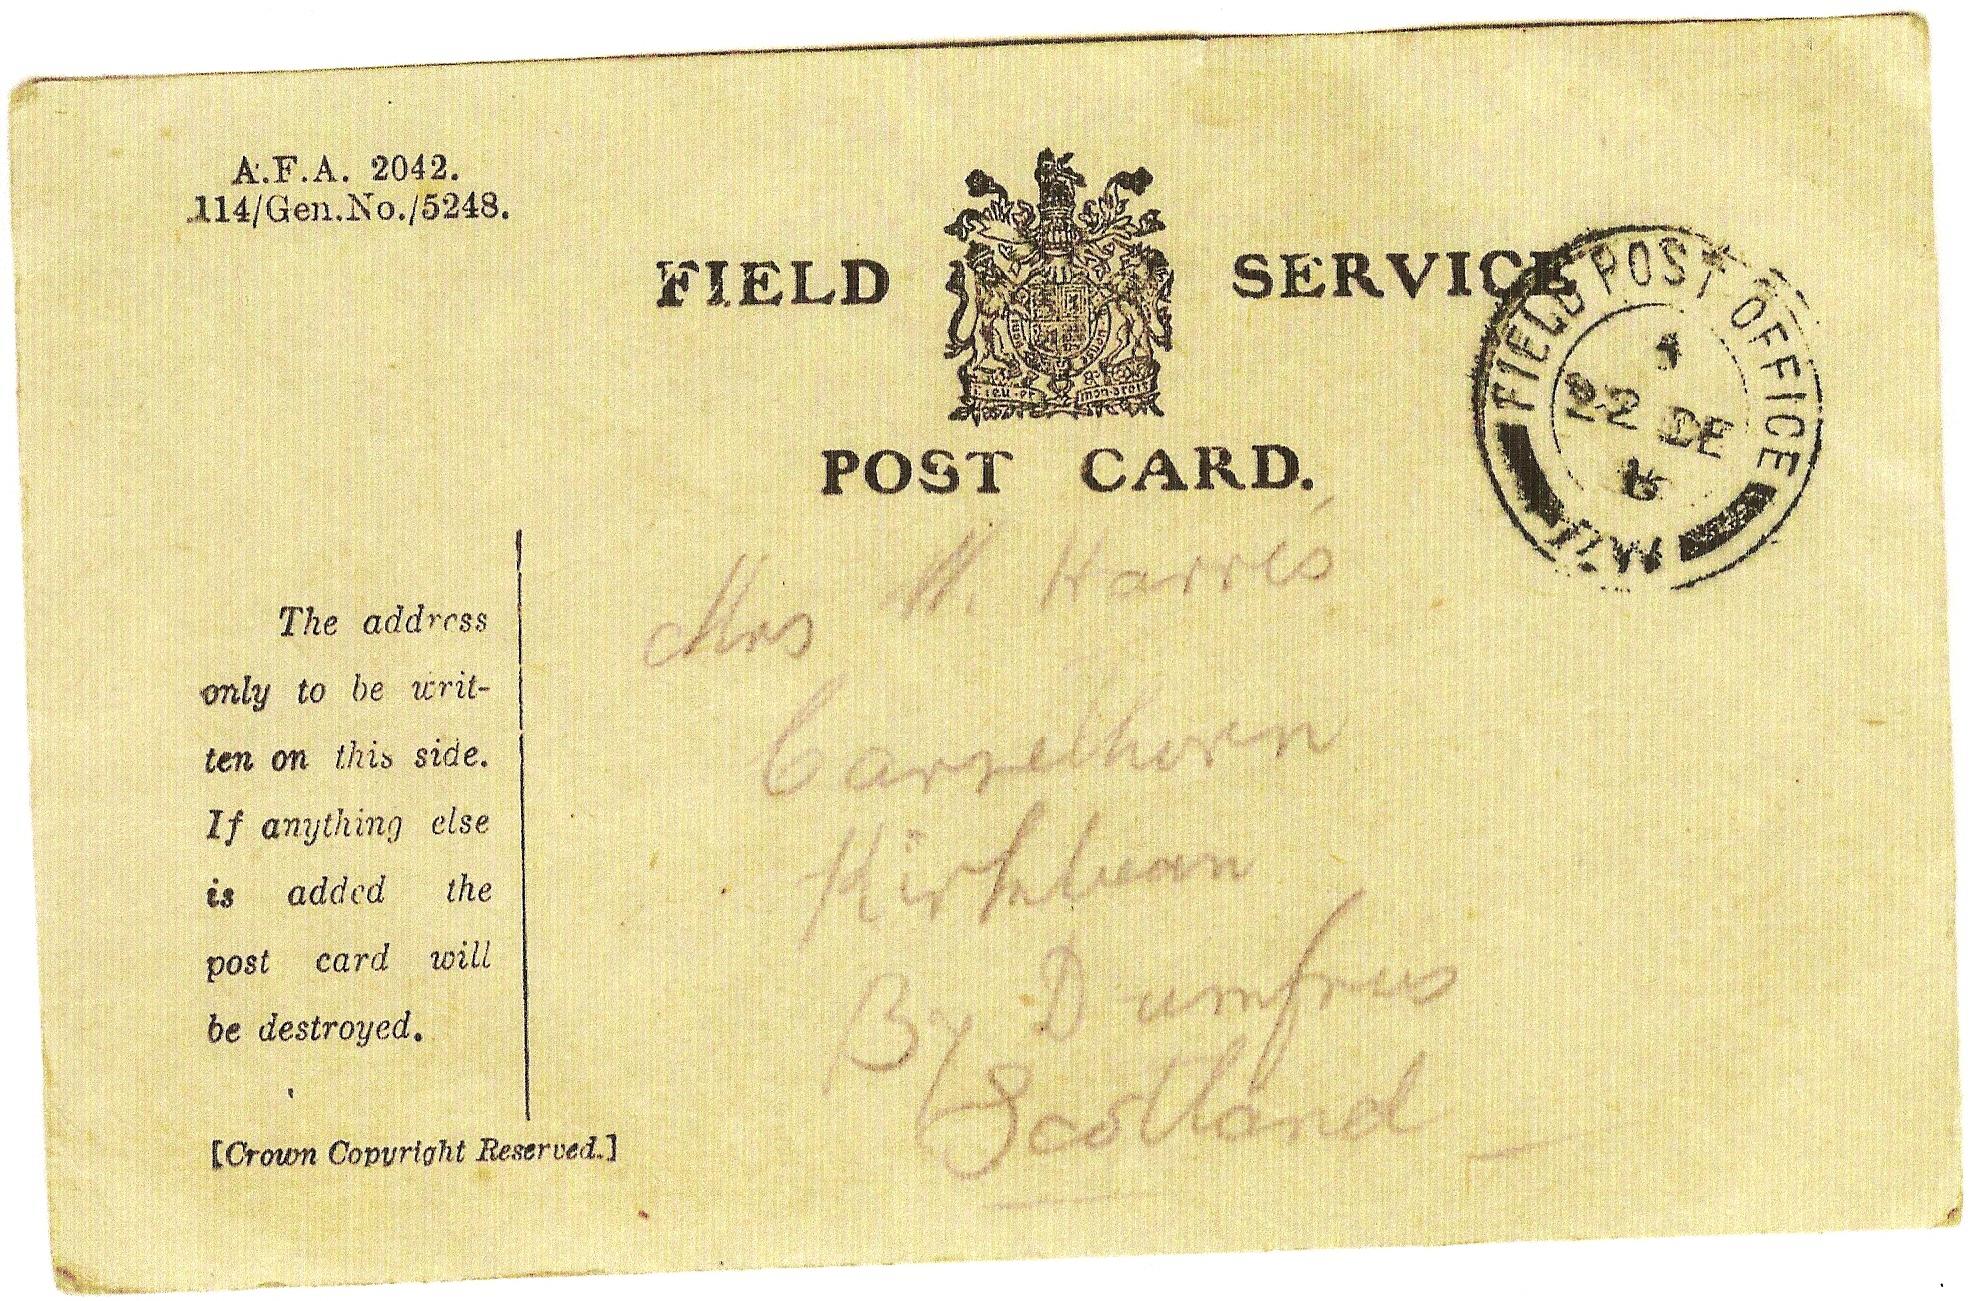 A.F.A. 2042.
114/Gen.No./5248.
FIELD SERVICE
POST CARD.
FIELD POST OFFICE
22 DE
The address
only to be writ-
ten on this side.
If anything else
is added the
post card will
be destroyed.
[Crown Copyright Reserved.]
Mrs W. Harris
Carsethorn
Kirkbean
By Dumfries
Scotland